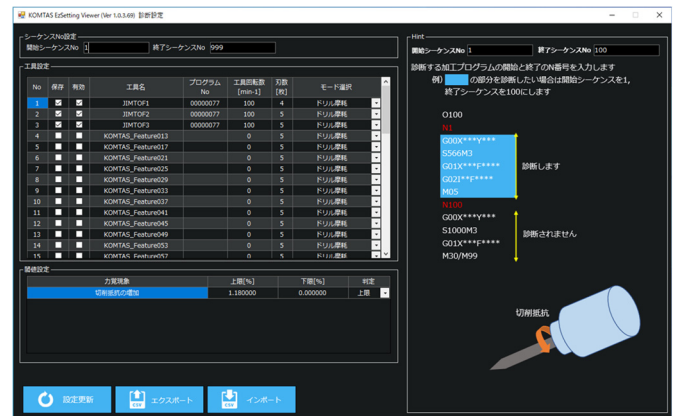 KOMTAS EzSetting Viewer (Ver 1.0.3.69) 診断設定
シーケンスNo設定
開始シーケンスNo 1 終了シーケンスNo 999
工具設定
No 保存 有効 工具名 プログラムNo 工具回転数[min-1] 刃数[枚] モード選択
1 JIMTOF1 00000077 100 4 ドリル摩耗
2 JIMTOF2 00000077 100 5 ドリル摩耗
3 JIMTOF3 00000077 100 5 ドリル摩耗
4 KOMTAS_Feature013 0 5 ドリル摩耗
5 KOMTAS_Feature017 0 5 ドリル摩耗
6 KOMTAS_Feature021 0 5 ドリル摩耗
7 KOMTAS_Feature025 0 5 ドリル摩耗
8 KOMTAS_Feature029 0 5 ドリル摩耗
9 KOMTAS_Feature033 0 5 ドリル摩耗
10 KOMTAS_Feature037 0 5 ドリル摩耗
11 KOMTAS_Feature041 0 5 ドリル摩耗
12 KOMTAS_Feature045 0 5 ドリル摩耗
13 KOMTAS_Feature049 0 5 ドリル摩耗
14 KOMTAS_Feature053 0 5 ドリル摩耗
15 KOMTAS_Feature057 0 5 ドリル摩耗
閾値設定
力覚現象 上限[%] 下限[%] 判定
切削抵抗の増加 1.180000 0.000000 上限
設定更新
CSV エクスポート
CSV インポート
Hint
開始シーケンスNo 1 終了シーケンスNo 100
診断する加工プログラムの開始と終了のN番号を入力します
例) の部分を診断したい場合は開始シーケンスを1,
終了シーケンスを100にします
O100
N1
G00X***Y***
S566M3
G01X***F****
G02I**F****
M05
診断します
N100
G00X***Y***
S1000M3
G01X***F****
M30/M99
診断されません
切削抵抗